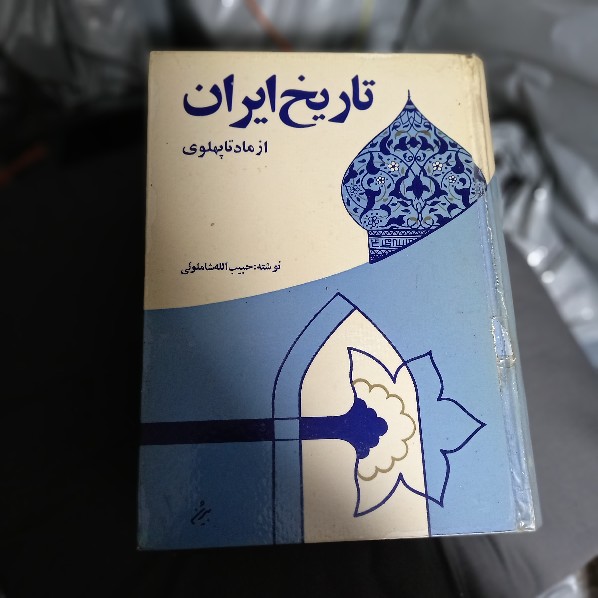 تاریخ ایران
از ماد تا پهلوی
نوشته: حبیب الله شاملوئی